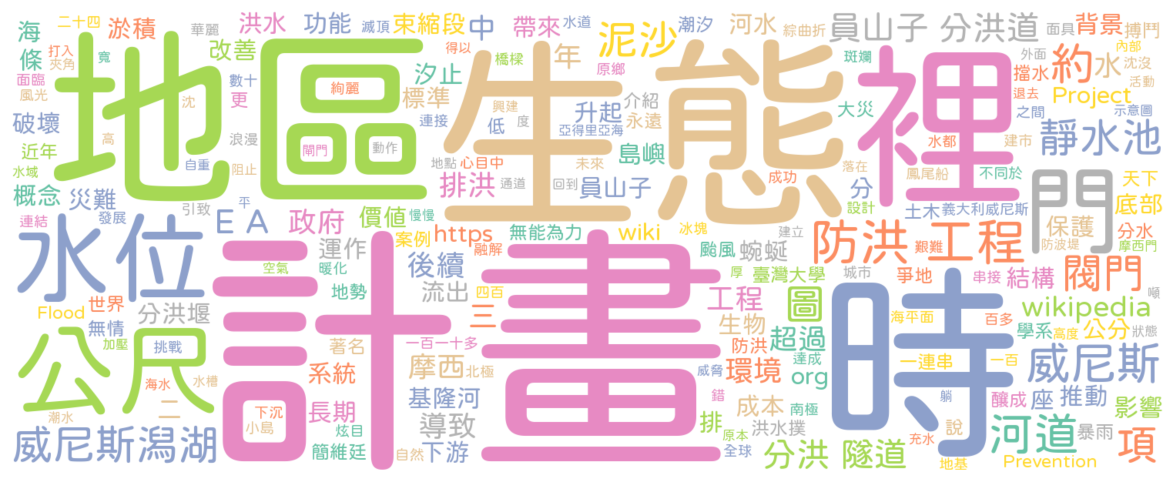 二十四 華麗 洪水 功能 滅頂 束縮段 中 帶來 水道 潮汐 河水 綜曲折 員山子 分洪道 面具 背景 搏鬥
海 打入 淤積 改善 得以 橋樑 原鄉 泥沙 年 斑斕 外面 約 水 內部 沈沒
條 面臨 夾角 寬 數十 絢麗 汐止 標準 興建 升起 介紹 大災 擋水 退去 活動
風光 沈 更 連接 低 度 永遠 亞得里亞海 Project 之間 示意圖
地 區 生 態 裡
破壞 高 浪漫 閘門 動作 地點 心目中 未來 島嶼 水都 建市 靜水池
近年 自重 阻止 排洪 通道 回到 員山子 落在 成功 鳳尾船 不同於 門 天下
水域 概念 災難 引致 平 分 設計 土木 義大利威尼斯 保護 底部
連結 發展 E A 政府 價值 慢慢 https 無能為力 wiki 冰塊 建立 防洪 工程 艱難 防波堤 分水 摩西門
水位 運作 案例 融解 後續 颱風 蜿蜒 臺灣大學 城市 爭地 串接 結構 閥門
空氣 暖化 地勢 流出 四百 厚 噸
Flood 世界 分洪堰 計 畫 三 工程 圖 時 海平面 百多 wikipedia
無情 加壓 挑戰 著名 一百一十多 生物 超過 學系 高度 公分 狀態
公尺 摩西 北極 防洪 達成 一連串 一百 威尼斯
海水 水槽 系統 威脅 環境 org 躺 釀成 座 推動
潮水 二 下沉 長期 基隆河 錯 成本 南極 影響
小島 炫目 導致 排 原本 洪水撲 充水 說 河道 暴雨 項
威尼斯潟湖 簡維廷 自然 下游 全球 分洪 隧道 地基 Prevention